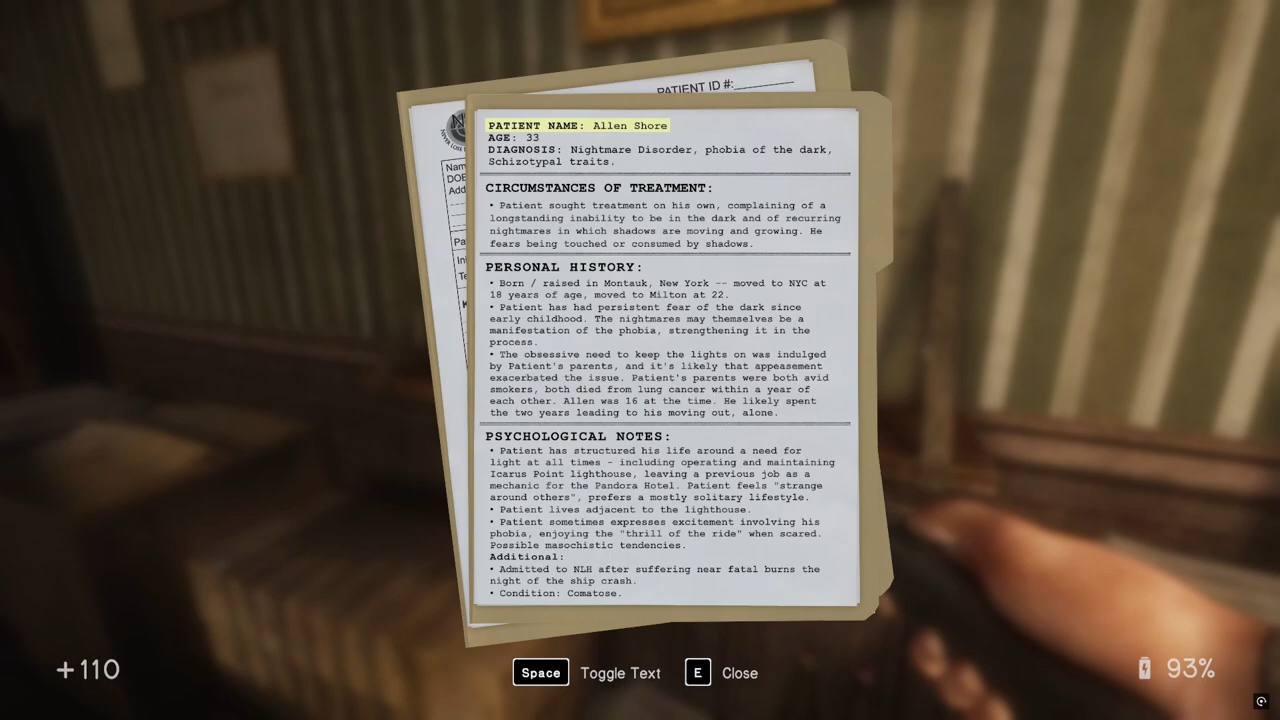 PATIENT ID #:
PATIENT NAME: Allen Shore
AGE: 33
DIAGNOSIS: Nightmare Disorder, phobia of the dark,
Schizotypal traits.
CIRCUMSTANCES OF TREATMENT:
• Patient sought treatment on his own, complaining of a
longstanding inability to be in the dark and of recurring
nightmares in which shadows are moving and growing. He
fears being touched or consumed by shadows.
PERSONAL HISTORY:
• Born / raised in Montauk, New York -- moved to NYC at
18 years of age, moved to Milton at 22.
• Patient has had persistent fear of the dark since
early childhood. The nightmares may themselves be a
manifestation of the phobia, strengthening it in the
process.
• The obsessive need to keep the lights on was indulged
by Patient's parents, and it's likely that appeasement
exacerbated the issue. Patient's parents were both avid
smokers, both died from lung cancer within a year of
each other. Allen was 16 at the time. He likely spent
the two years leading to his moving out, alone.
PSYCHOLOGICAL NOTES:
• Patient has structured his life around a need for
light at all times - including operating and maintaining
Icarus Point lighthouse, leaving a previous job as a
mechanic for the Pandora Hotel. Patient feels "strange
around others", prefers a mostly solitary lifestyle.
• Patient lives adjacent to the lighthouse.
• Patient sometimes expresses excitement involving his
phobia, enjoying the "thrill of the ride" when scared.
Possible masochistic tendencies.
Additional:
• Admitted to NLH after suffering near fatal burns the
night of the ship crash.
• Condition: Comatose.
Nam
DOB
Add
Pa
+110
Space Toggle Text E Close
93%